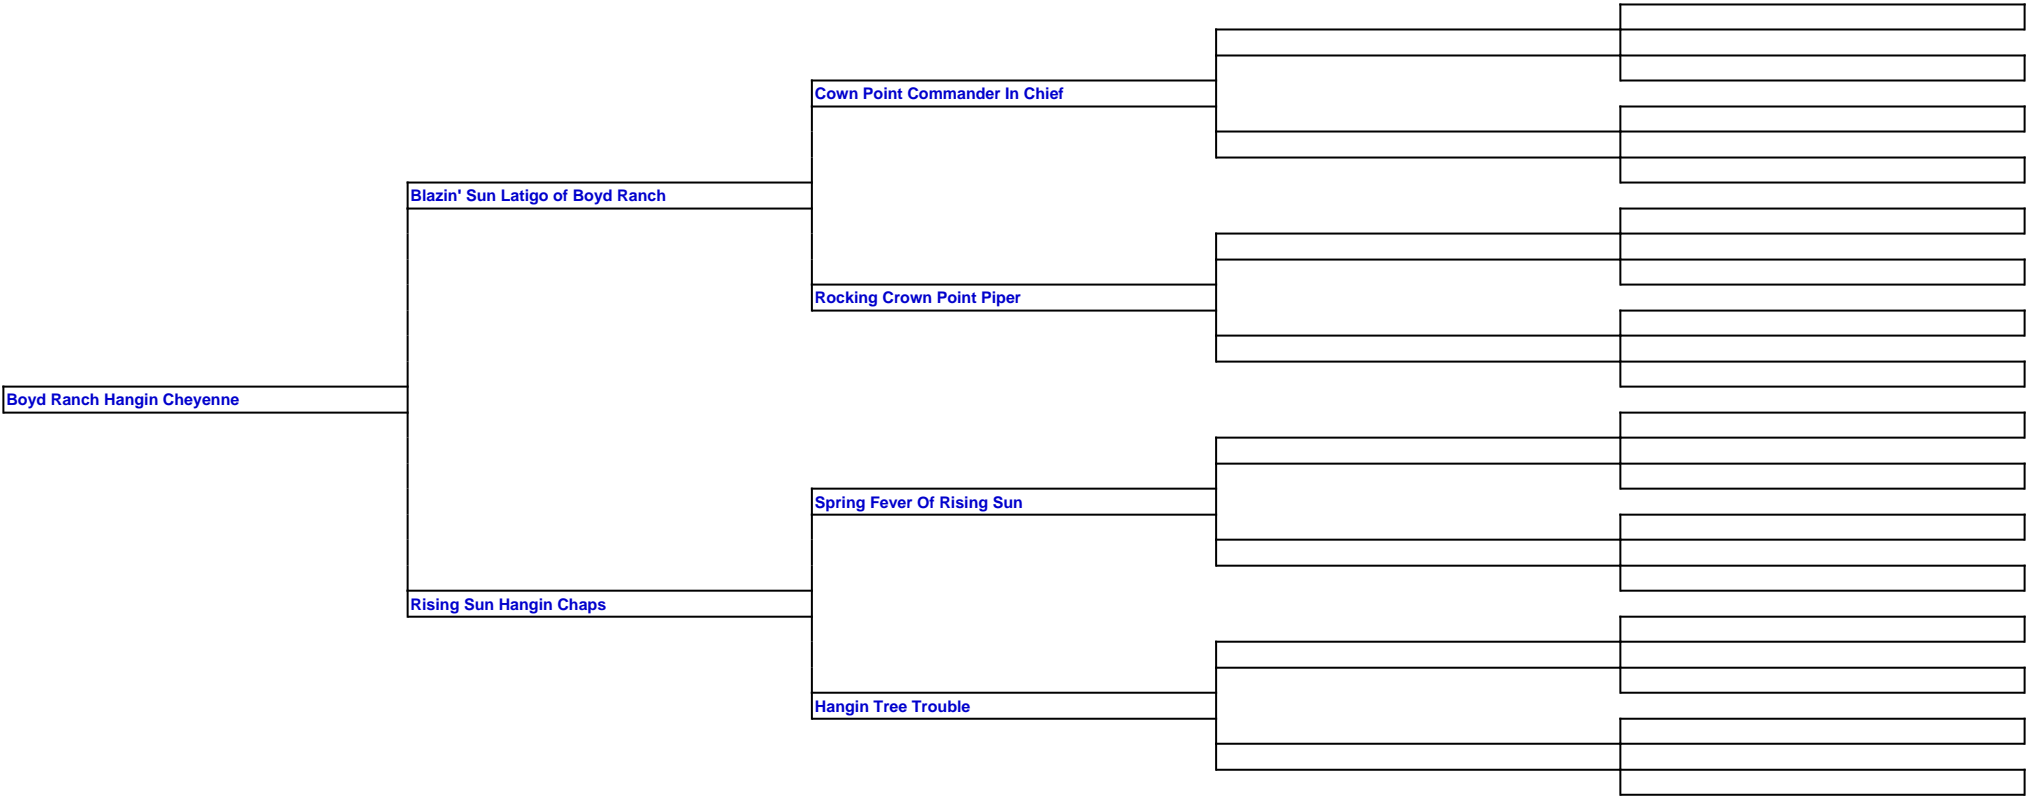 Cown Point Commander In Chief
Blazin' Sun Latigo of Boyd Ranch
Rocking Crown Point Piper
Boyd Ranch Hangin Cheyenne
Spring Fever Of Rising Sun
Rising Sun Hangin Chaps
Hangin Tree Trouble